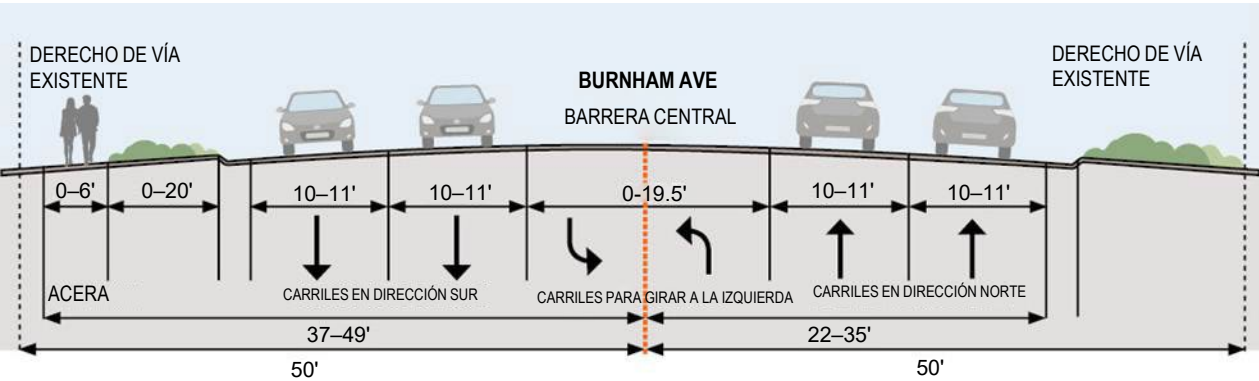 DERECHO DE VÍA
EXISTENTE
BURNHAM AVE
BARRERA CENTRAL
DERECHO DE VÍA
EXISTENTE
0–6'
0–20'
10–11'
10–11'
0-19.5'
10–11'
10–11'
ACERA
CARRILES EN DIRECCIÓN SUR
CARRILES PARA GIRAR A LA IZQUIERDA
CARRILES EN DIRECCIÓN NORTE
37–49'
22–35'
50'
50'